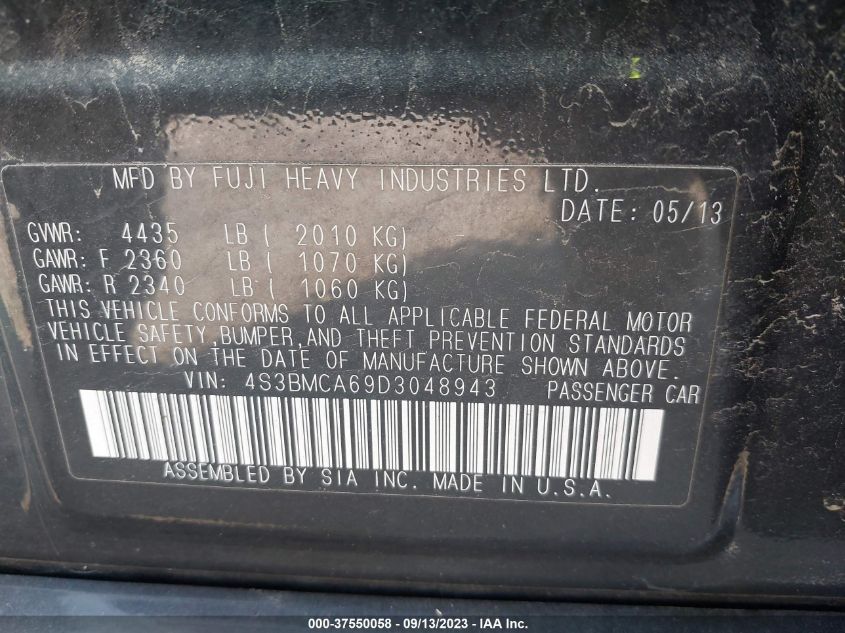 MFD BY FUJI HEAVY INDUSTRIES LTD.
DATE: 05/13
GVWR: 4435 LB ( 2010 KG)
GAWR: F 2360 LB ( 1070 KG)
GAWR: R 2340 LB ( 1060 KG)
THIS VEHICLE CONFORMS TO ALL APPLICABLE FEDERAL MOTOR
VEHICLE SAFETY,BUMPER,AND THEFT PREVENTION STANDARDS
IN EFFECT ON THE DATE OF MANUFACTURE SHOWN ABOVE.
VIN: 4S3BMCA69D3048943 PASSENGER CAR
ASSEMBLED BY SIA INC. MADE IN U.S.A.
000-37550058 - 09/13/2023 - IAA Inc.